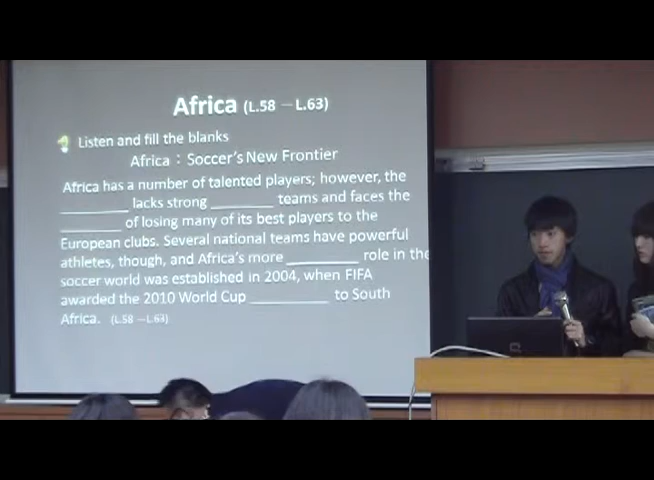 Africa (L.58 －L.63)
Listen and fill the blanks
Africa：Soccer's New Frontier
Africa has a number of talented players; however, the
__________ lacks strong _________ teams and faces the
_________ of losing many of its best players to the
European clubs. Several national teams have powerful
athletes, though, and Africa's more __________ role in the
soccer world was established in 2004, when FIFA
awarded the 2010 World Cup ___________ to South
Africa. (L.58 －L.63)